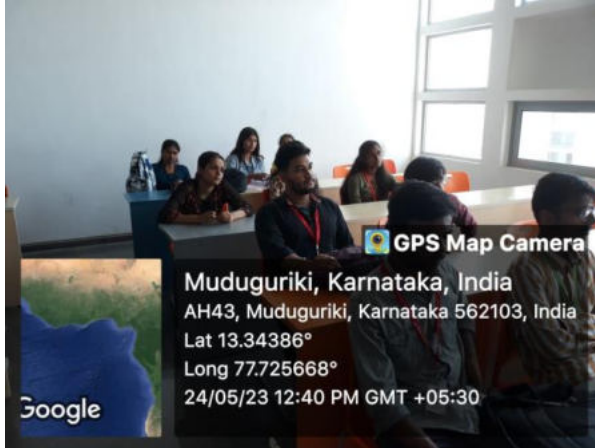 GPS Map Camera
Muduguriki, Karnataka, India
AH43, Muduguriki, Karnataka 562103, India
Lat 13.34386°
Long 77.725668°
24/05/23 12:40 PM GMT +05:30
Google